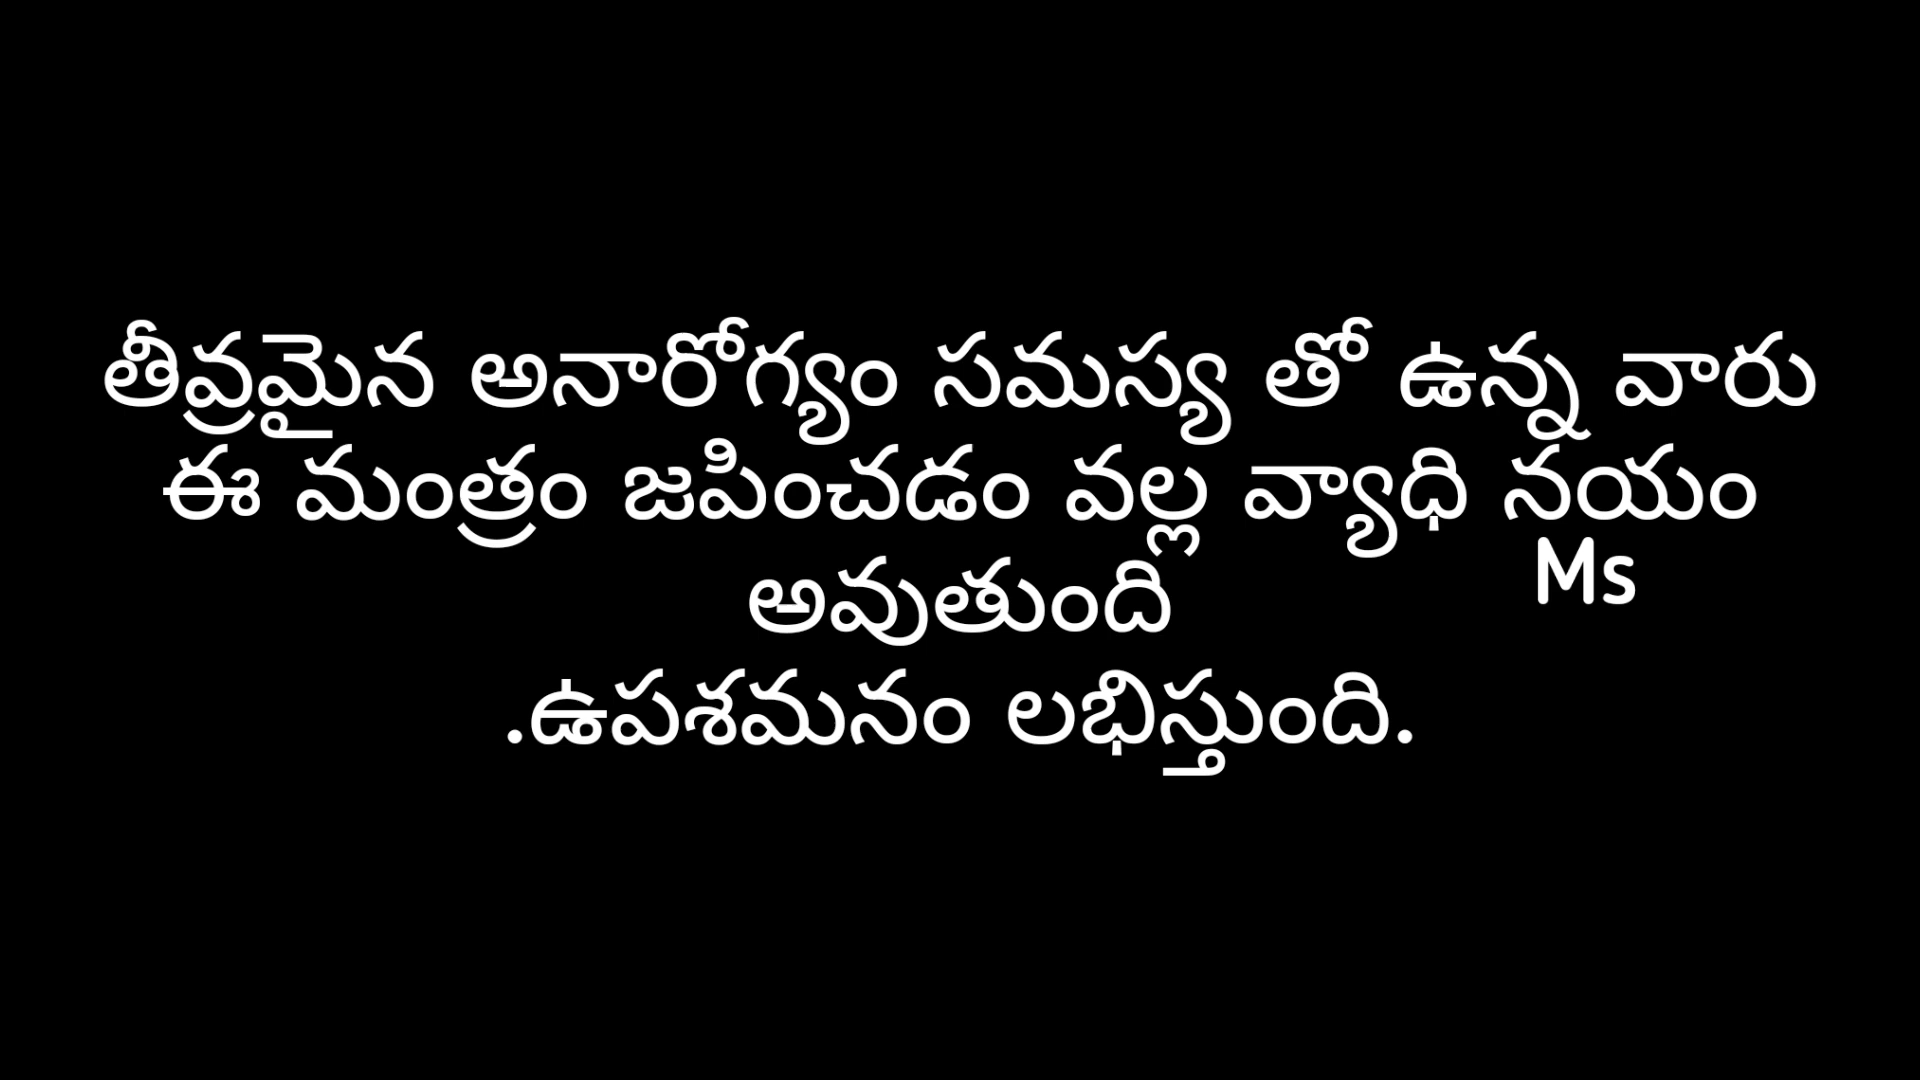 తీవ్రమైన అనారోగ్యం సమస్య తో ఉన్న వారు
ఈ మంత్రం జపించడం వల్ల వ్యాధి నయం
అవుతుంది
Ms
.ఉపశమనం లభిస్తుంది.